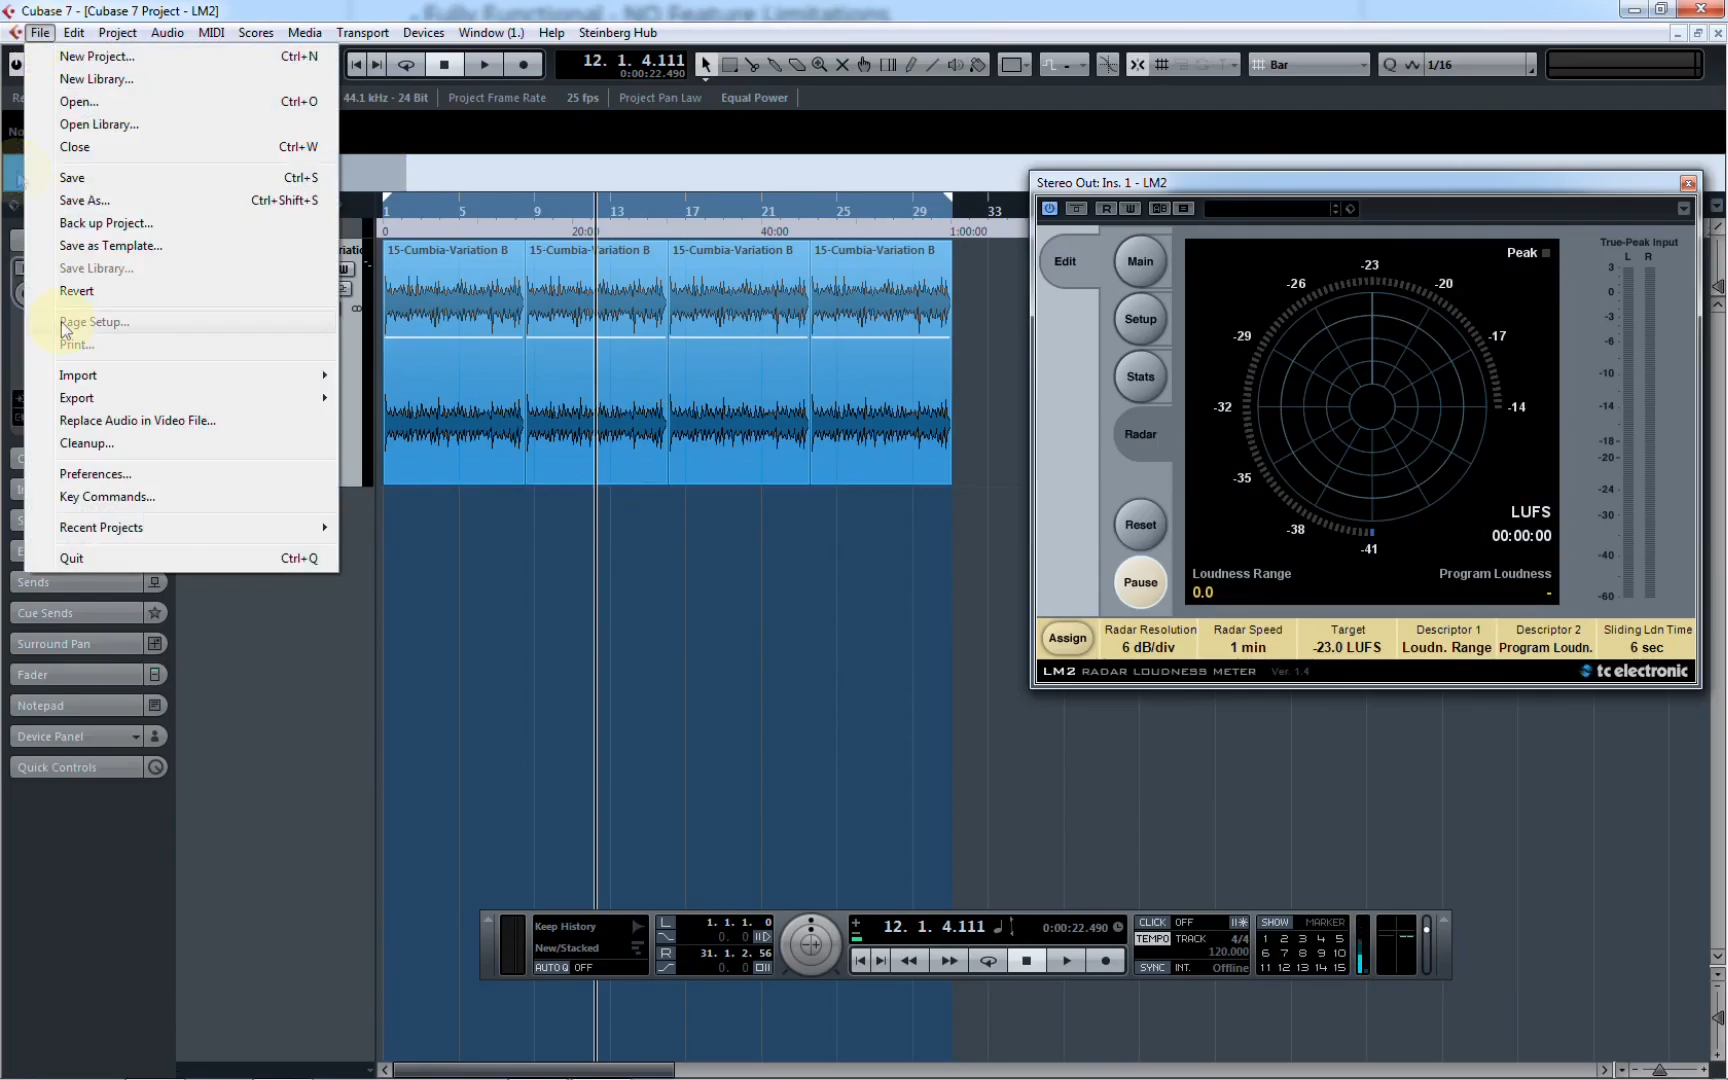 - Fully Functional - NO Feature Limitations
Cubase 7 - [Cubase 7 Project - LM2]
File Edit Project Audio MIDI Scores Media Transport Devices Window (1.) Help Steinberg Hub
New Project... Ctrl+N
New Library...
Open... Ctrl+O
Open Library...
Close Ctrl+W
Save Ctrl+S
Save As... Ctrl+Shift+S
Back up Project...
Save as Template...
Save Library...
Revert
Page Setup...
Print...
Import
Export
Replace Audio in Video File...
Cleanup...
Preferences...
Key Commands...
Recent Projects
Quit Ctrl+Q
12. 1. 4.111
0:00:22.490
Bar
Q 1/16
44.1 kHz - 24 Bit Project Frame Rate 25 fps Project Pan Law Equal Power
1 5 9 13 17 21 25 29 33
0 20:00 40:00 1:00:00
15-Cumbia-Variation B 15-Cumbia-Variation B 15-Cumbia-Variation B 15-Cumbia-Variation B
Sends
Cue Sends
Surround Pan
Fader
Notepad
Device Panel
Quick Controls
Stereo Out: Ins. 1 - LM2
R W
Edit
Main
Setup
Stats
Radar
Reset
Pause
Peak
-23
-26 -20
-29 -17
-32 -14
-35
-38
-41
LUFS
00:00:00
Loudness Range Program Loudness
0.0 -
True-Peak Input
L R
3
0
-3
-6
-10
-14
-18
-20
-24
-30
-40
-60
Assign
Radar Resolution Radar Speed Target Descriptor 1 Descriptor 2 Sliding Ldn Time
6 dB/div 1 min -23.0 LUFS Loudn. Range Program Loudn. 6 sec
LM2 RADAR LOUDNESS METER Ver. 1.4
tc electronic
Keep History
New/Stacked
AUTO Q OFF
L 1. 1. 1. 0
0. 0
R 31. 1. 2. 56
0. 0
12. 1. 4.111 0:00:22.490
CLICK OFF
TEMPO TRACK 4/4
120.000
SYNC INT. Offline
SHOW MARKER
1 2 3 4 5
6 7 8 9 10
11 12 13 14 15